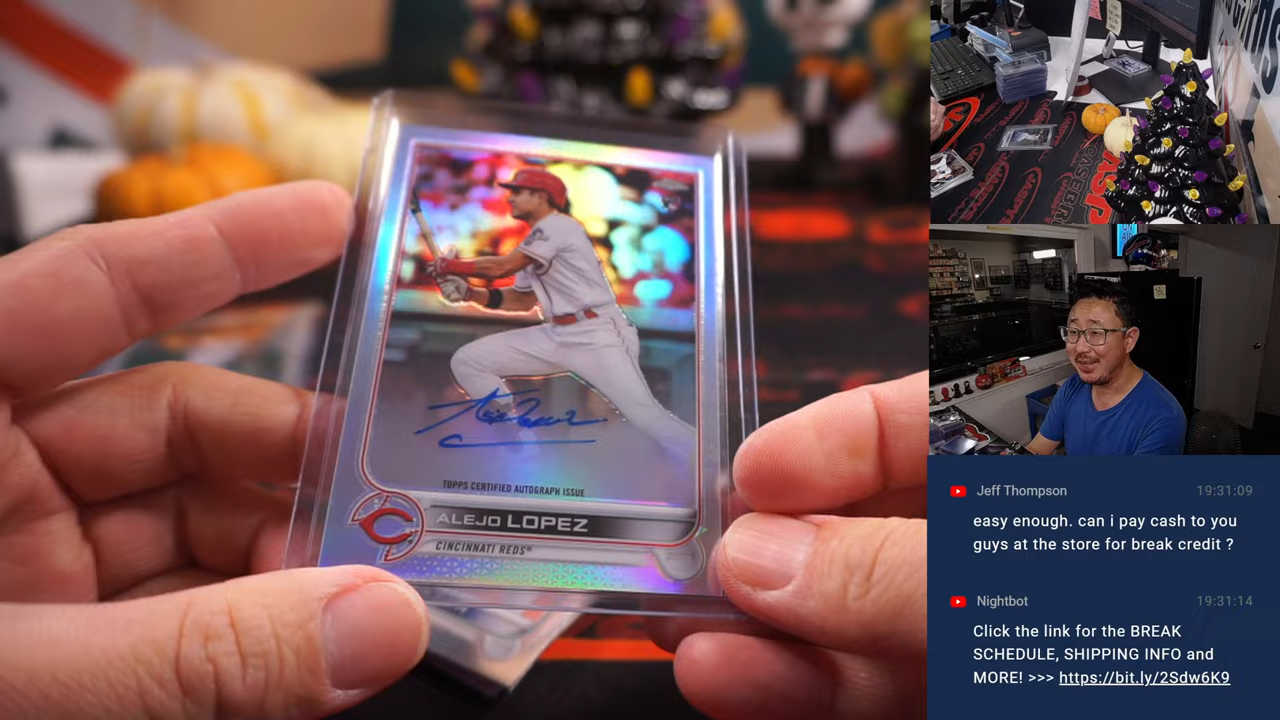 TOPPS CERTIFIED AUTOGRAPH ISSUE
ALEJO LOPEZ
CINCINNATI REDS
Jeff Thompson 19:31:09
easy enough. can i pay cash to you
guys at the store for break credit ?
Nightbot 19:31:14
Click the link for the BREAK
SCHEDULE, SHIPPING INFO and
MORE! >>> https://bit.ly/2Sdw6K9